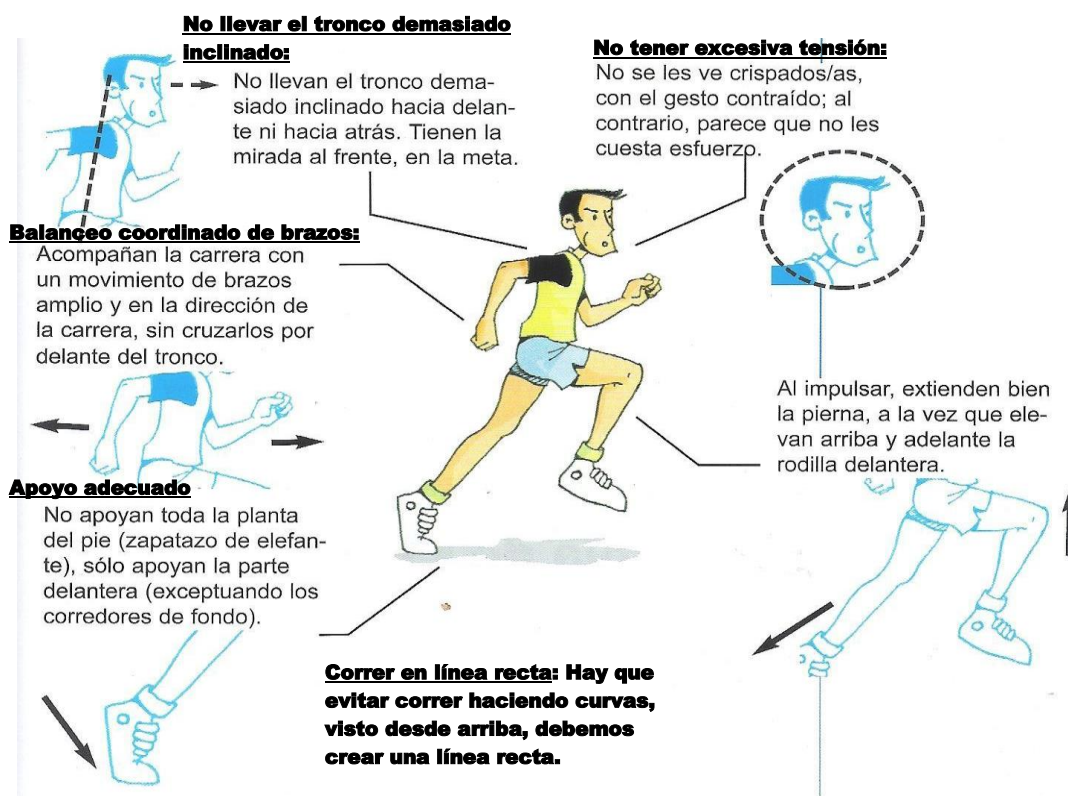 No llevar el tronco demasiado
inclinado:
No llevan el tronco dema-
siado inclinado hacia delan-
te ni hacia atrás. Tienen la
mirada al frente, en la meta.
No tener excesiva tensión:
No se les ve crispados/as,
con el gesto contraído; al
contrario, parece que no les
cuesta esfuerzo.
Balanceo coordinado de brazos:
Acompañan la carrera con
un movimiento de brazos
amplio y en la dirección de
la carrera, sin cruzarlos por
delante del tronco.
Al impulsar, extienden bien
la pierna, a la vez que ele-
van arriba y adelante la
rodilla delantera.
Apoyo adecuado
No apoyan toda la planta
del pie (zapatazo de elefan-
te), sólo apoyan la parte
delantera (exceptuando los
corredores de fondo).
Correr en línea recta: Hay que
evitar correr haciendo curvas,
visto desde arriba, debemos
crear una línea recta.